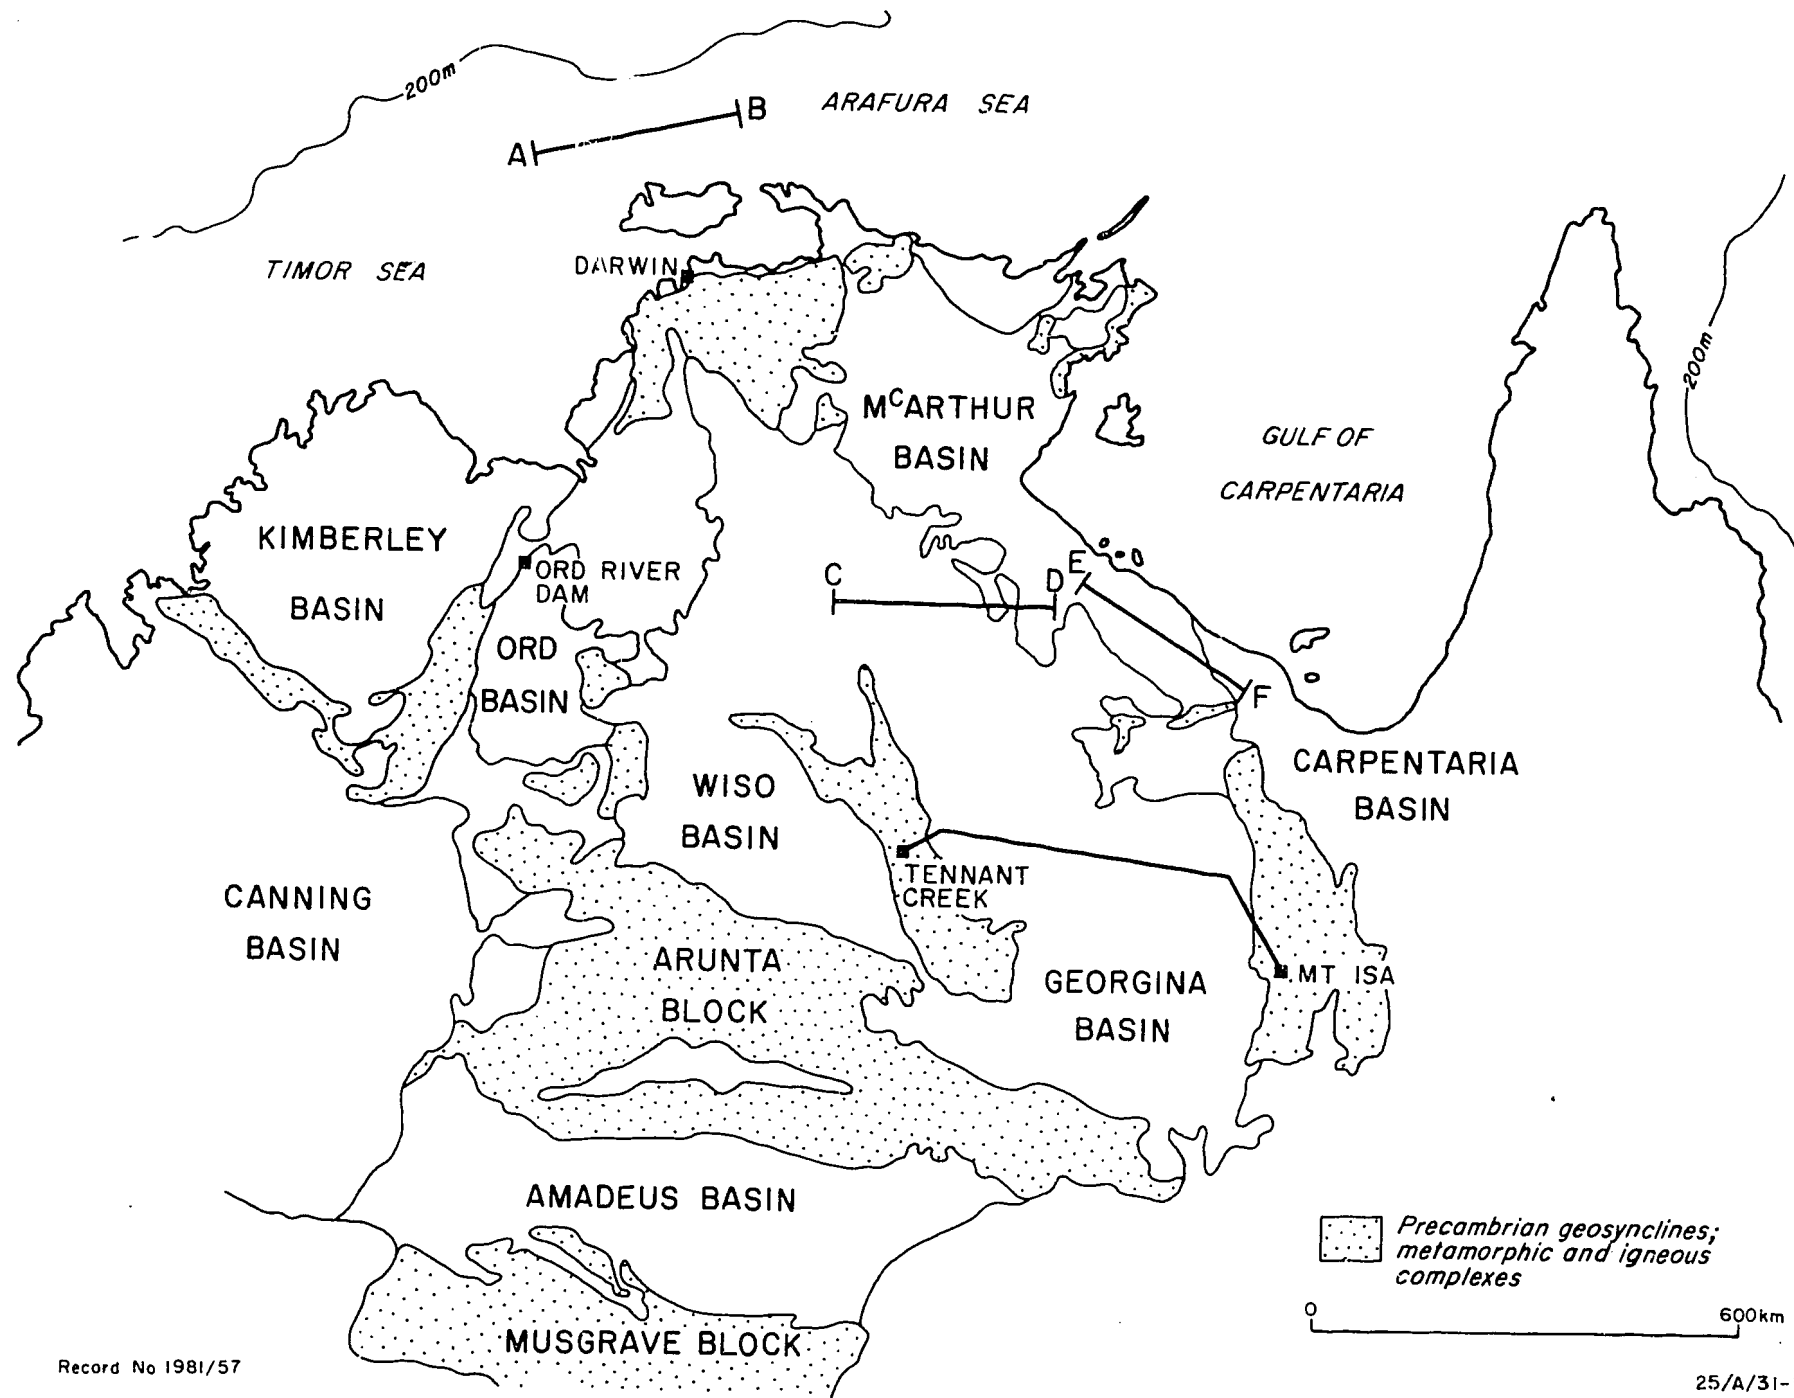 200m
B
ARAFURA SEA
A
TIMOR SEA
DARWIN
200m
McARTHUR
BASIN
GULF OF
CARPENTARIA
KIMBERLEY
BASIN
ORD RIVER
DAM
C
D
E
ORD
BASIN
F
WISO
BASIN
CARPENTARIA
BASIN
TENNANT
CREEK
CANNING
BASIN
ARUNTA
BLOCK
GEORGINA
BASIN
MT ISA
AMADEUS BASIN
Precambrian geosynclines;
metamorphic and igneous
complexes
0 600km
MUSGRAVE BLOCK
Record No 1981/57
25/A/31-